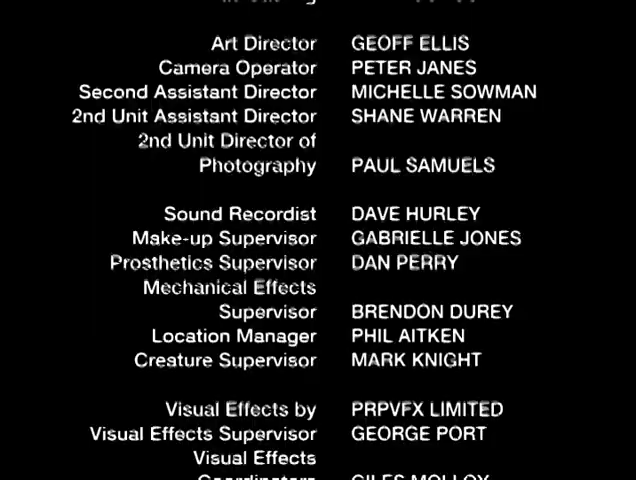 Art Director GEOFF ELLIS
Camera Operator PETER JANES
Second Assistant Director MICHELLE SOWMAN
2nd Unit Assistant Director SHANE WARREN
2nd Unit Director of
Photography PAUL SAMUELS
Sound Recordist DAVE HURLEY
Make-up Supervisor GABRIELLE JONES
Prosthetics Supervisor DAN PERRY
Mechanical Effects
Supervisor BRENDON DUREY
Location Manager PHIL AITKEN
Creature Supervisor MARK KNIGHT
Visual Effects by PRPVFX LIMITED
Visual Effects Supervisor GEORGE PORT
Visual Effects
Coordinators GILES MOLLOY